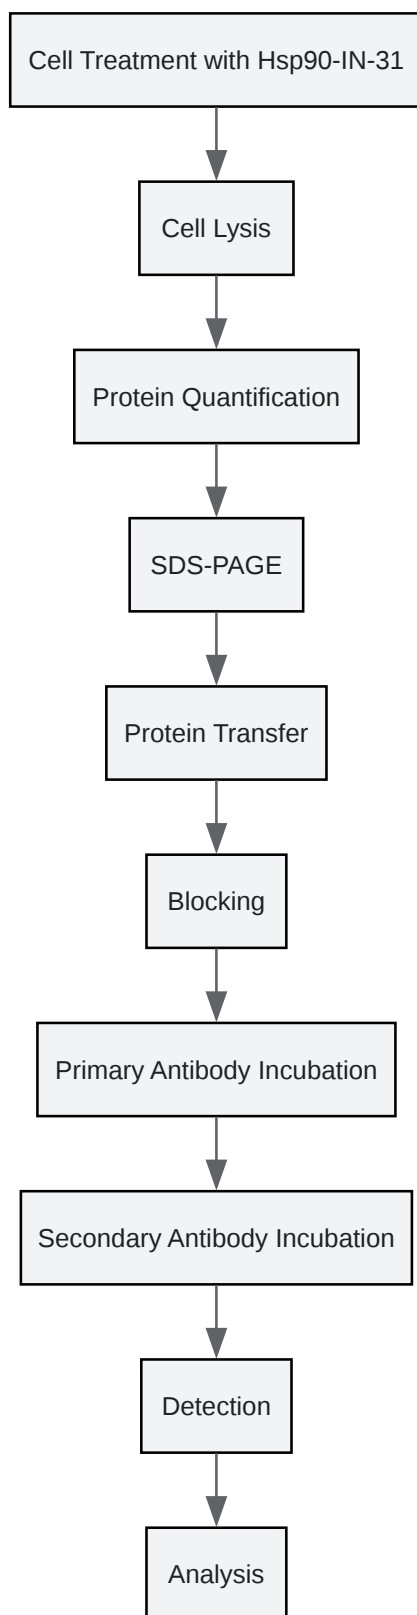 Cell Treatment with Hsp90-IN-31
Cell Lysis
Protein Quantification
SDS-PAGE
Protein Transfer
Blocking
Primary Antibody Incubation
Secondary Antibody Incubation
Detection
Analysis